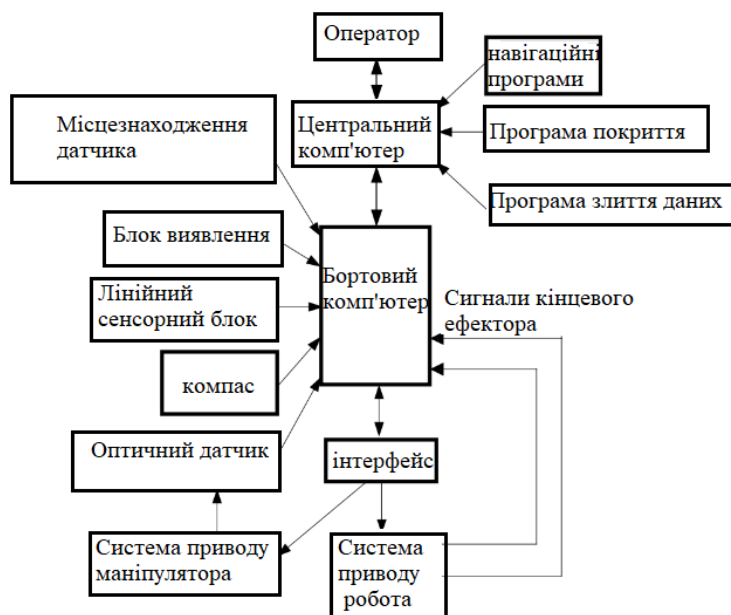 Оператор
навігаційні
програми
Місцезнаходження
датчика
Центральний
комп'ютер
Програма покриття
Програма злиття даних
Блок виявлення
Бортовий
комп'ютер
Лінійний
сенсорний блок
Сигнали кінцевого
ефектора
компас
Оптичний датчик
інтерфейс
Система приводу
маніпулятора
Система
приводу
робота